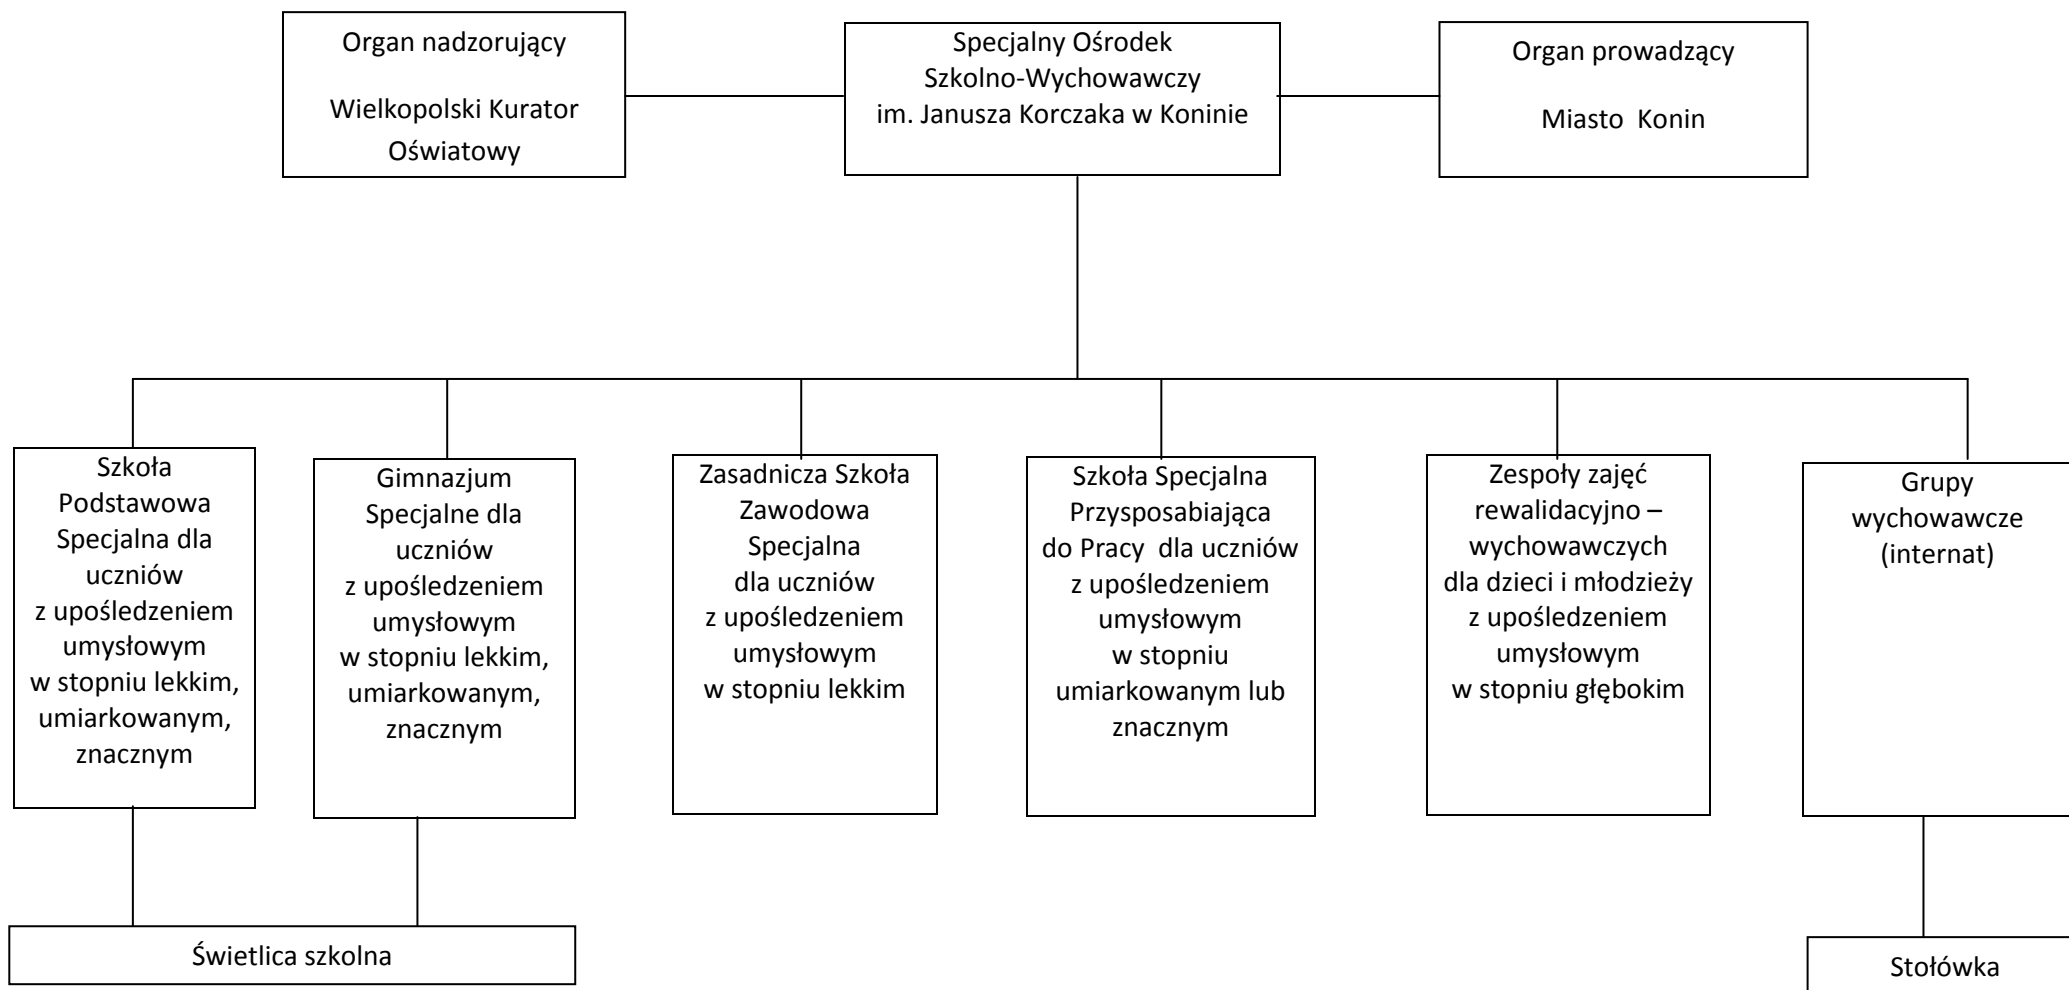 Organ nadzorujący
Wielkopolski Kurator
Oświatowy
Specjalny Ośrodek
Szkolno-Wychowawczy
im. Janusza Korczaka w Koninie
Organ prowadzący
Miasto  Konin
Szkoła
Podstawowa
Specjalna dla
uczniów
z upośledzeniem
umysłowym
w stopniu lekkim,
umiarkowanym,
znacznym
Gimnazjum
Specjalne dla
uczniów
z upośledzeniem
umysłowym
w stopniu lekkim,
umiarkowanym,
znacznym
Zasadnicza Szkoła
Zawodowa
Specjalna
dla uczniów
z upośledzeniem
umysłowym
w stopniu lekkim
Szkoła Specjalna
Przysposabiająca
do Pracy  dla uczniów
z upośledzeniem
umysłowym
w stopniu
umiarkowanym lub
znacznym
Zespoły zajęć
rewalidacyjno –
wychowawczych
dla dzieci i młodzieży
z upośledzeniem
umysłowym
w stopniu głębokim
Grupy
wychowawcze
(internat)
Świetlica szkolna
Stołówka